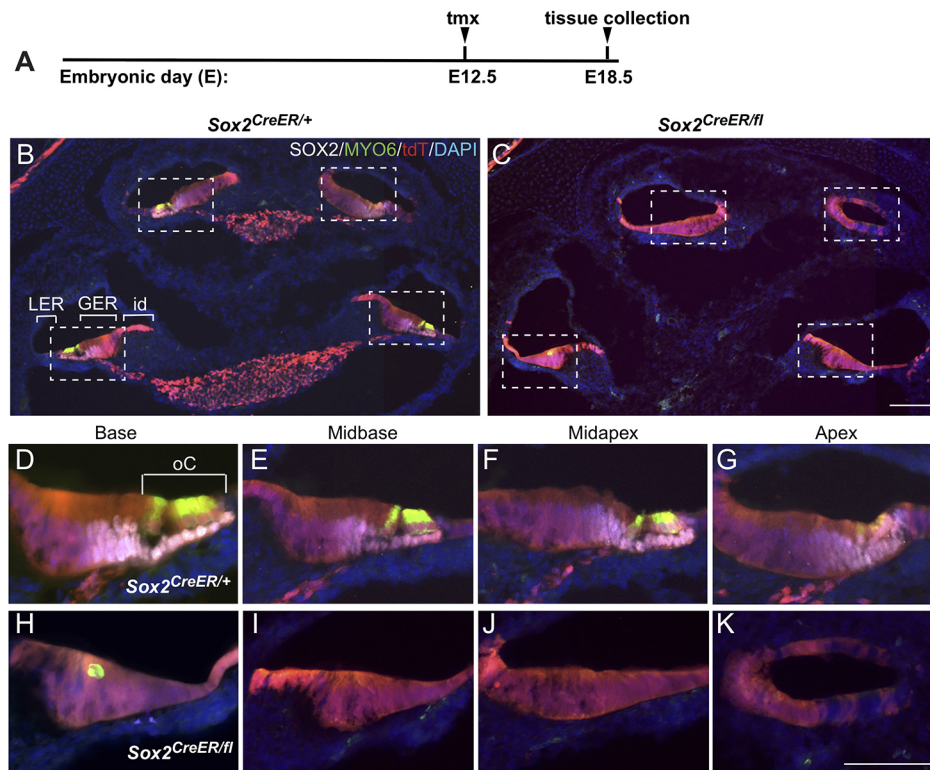 tmx
tissue collection
A
Embryonic day (E):
E12.5
E18.5
Sox2CreER/+
Sox2CreER/fl
B
SOX2/MYO6/tdT/DAPI
C
LER
GER
id
Base
Midbase
Midapex
Apex
D
oC
E
F
G
Sox2CreER/+
H
I
J
K
Sox2CreER/fl